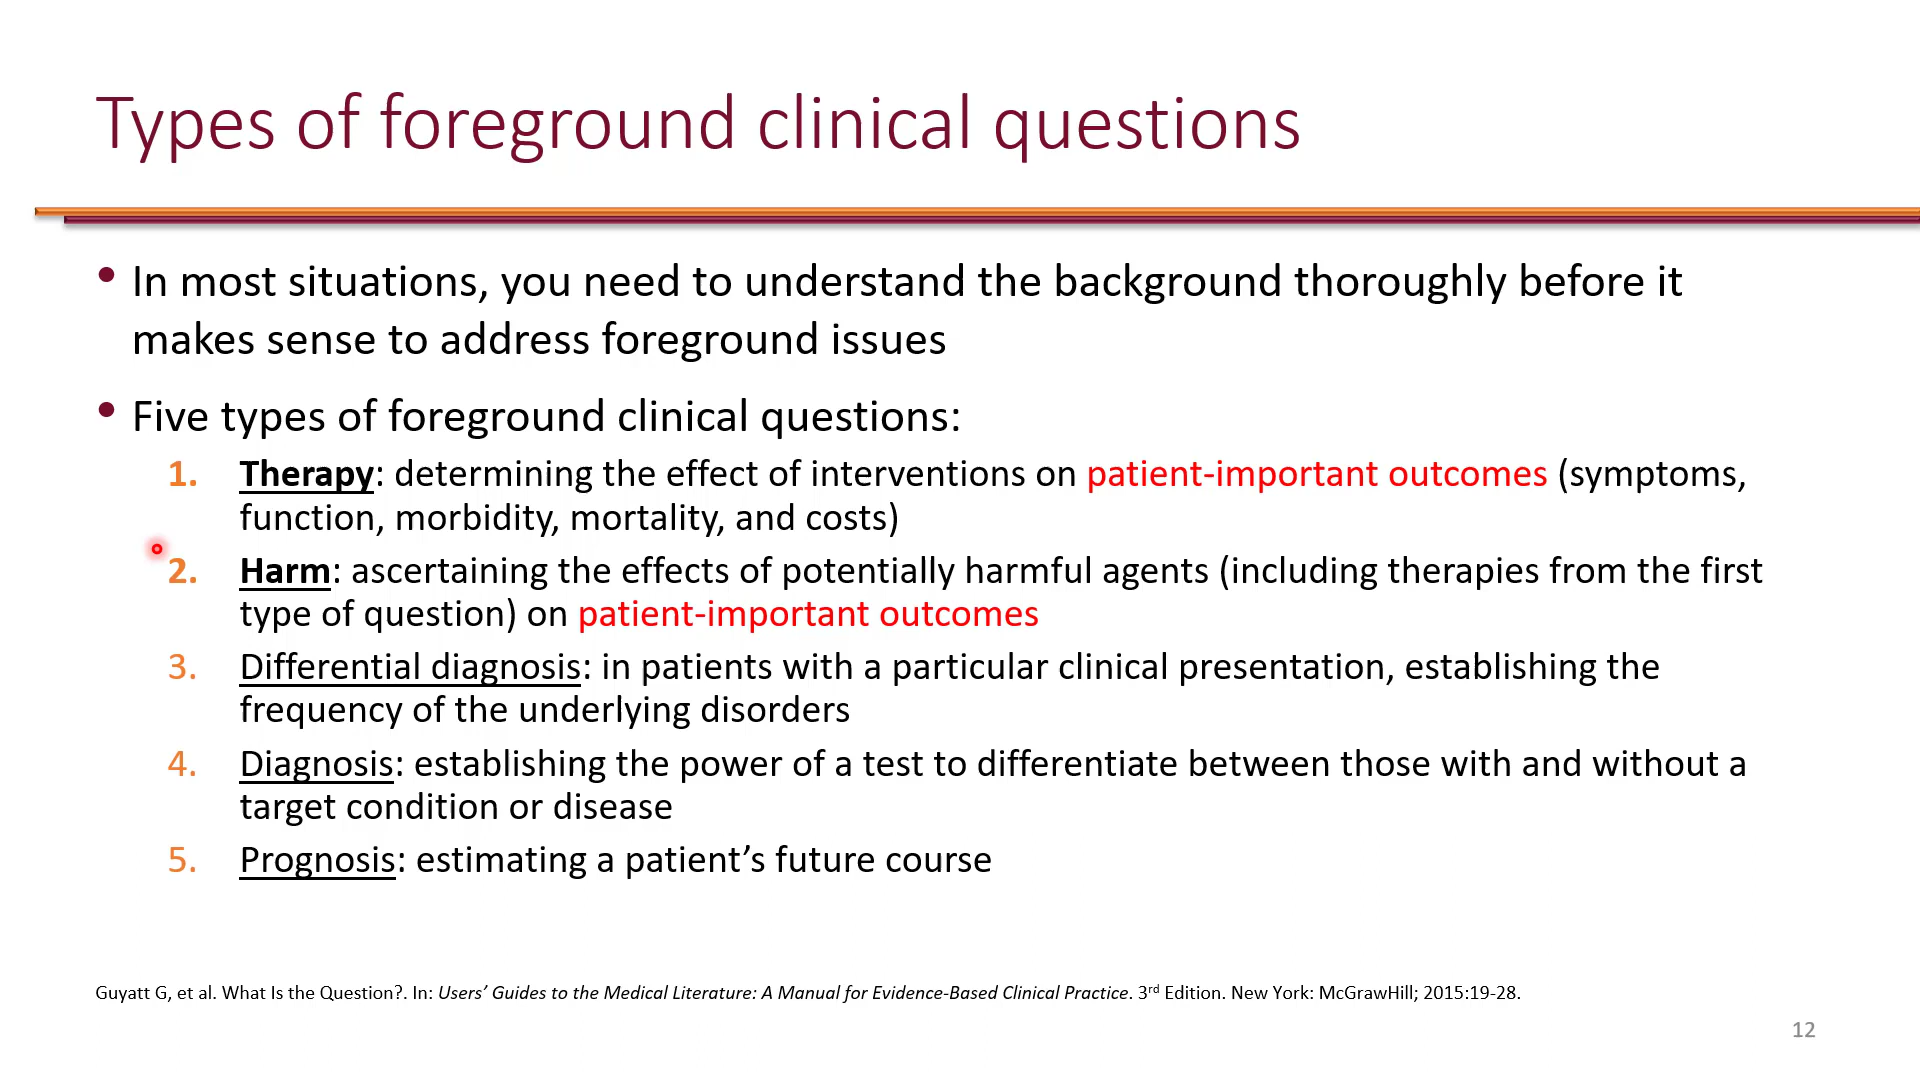 Types of foreground clinical questions
• In most situations, you need to understand the background thoroughly before it
makes sense to address foreground issues
• Five types of foreground clinical questions:
1. Therapy: determining the effect of interventions on patient-important outcomes (symptoms,
function, morbidity, mortality, and costs)
2. Harm: ascertaining the effects of potentially harmful agents (including therapies from the first
type of question) on patient-important outcomes
3. Differential diagnosis: in patients with a particular clinical presentation, establishing the
frequency of the underlying disorders
4. Diagnosis: establishing the power of a test to differentiate between those with and without a
target condition or disease
5. Prognosis: estimating a patient’s future course
Guyatt G, et al. What Is the Question?. In: Users’ Guides to the Medical Literature: A Manual for Evidence-Based Clinical Practice. 3rd Edition. New York: McGrawHill; 2015:19-28.
12